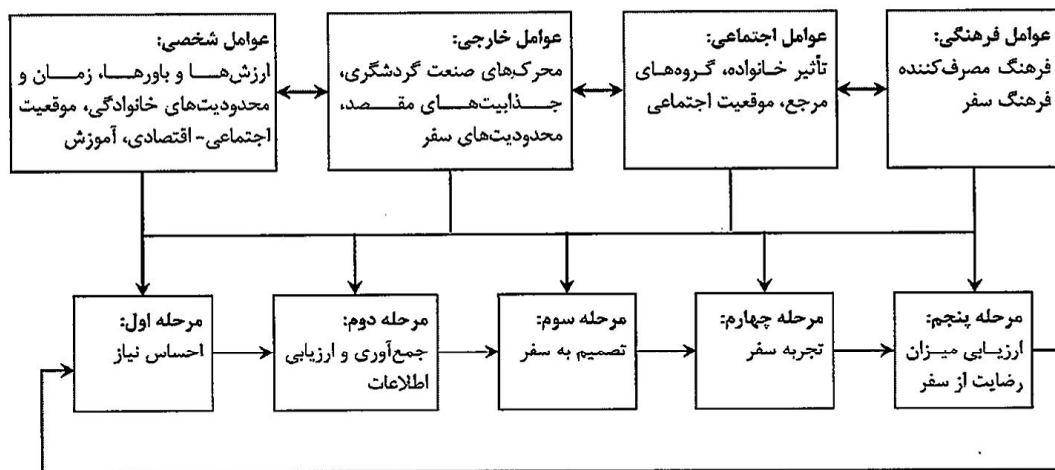 عوامل فرهنگی:
فرهنگ مصرف‌کننده
فرهنگ سفر
عوامل اجتماعی:
تأثیر خانواده، گروه‌های
مرجع، موقعیت اجتماعی
عوامل خارجی:
محرک‌های صنعت گردشگری،
جذابیت‌های مقصد،
محدودیت‌های سفر
عوامل شخصی:
ارزش‌ها و باورها، زمان و
محدودیت‌های خانوادگی، موقعیت
اجتماعی- اقتصادی، آموزش
مرحله اول:
احساس نیاز
مرحله دوم:
جمع‌آوری و ارزیابی
اطلاعات
مرحله سوم:
تصمیم به سفر
مرحله چهارم:
تجربه سفر
مرحله پنجم:
ارزیابی میزان
رضایت از سفر